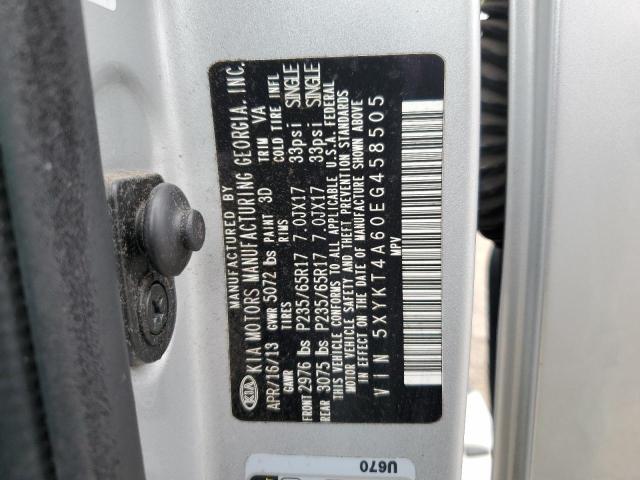 MANUFACTURED BY
KIA KIA MOTORS MANUFACTURING GEORGIA, INC.
APR/16/13 GVWR 5072 lbs PAINT 3D TRIM VA
GAWR TIRES RIMS COLD TIRE INFL
FRONT 2976 lbs P235/65R17 7.0JX17 33psi SINGLE
REAR 3075 lbs P235/65R17 7.0JX17 33psi SINGLE
THIS VEHICLE CONFORMS TO ALL APPLICABLE U.S.A. FEDERAL
MOTOR VEHICLE SAFETY AND THEFT PREVENTION STANDARDS
IN EFFECT ON THE DATE OF MANUFACTURE SHOWN ABOVE
VIN 5XYKT4A60EG458505
MPV
U670